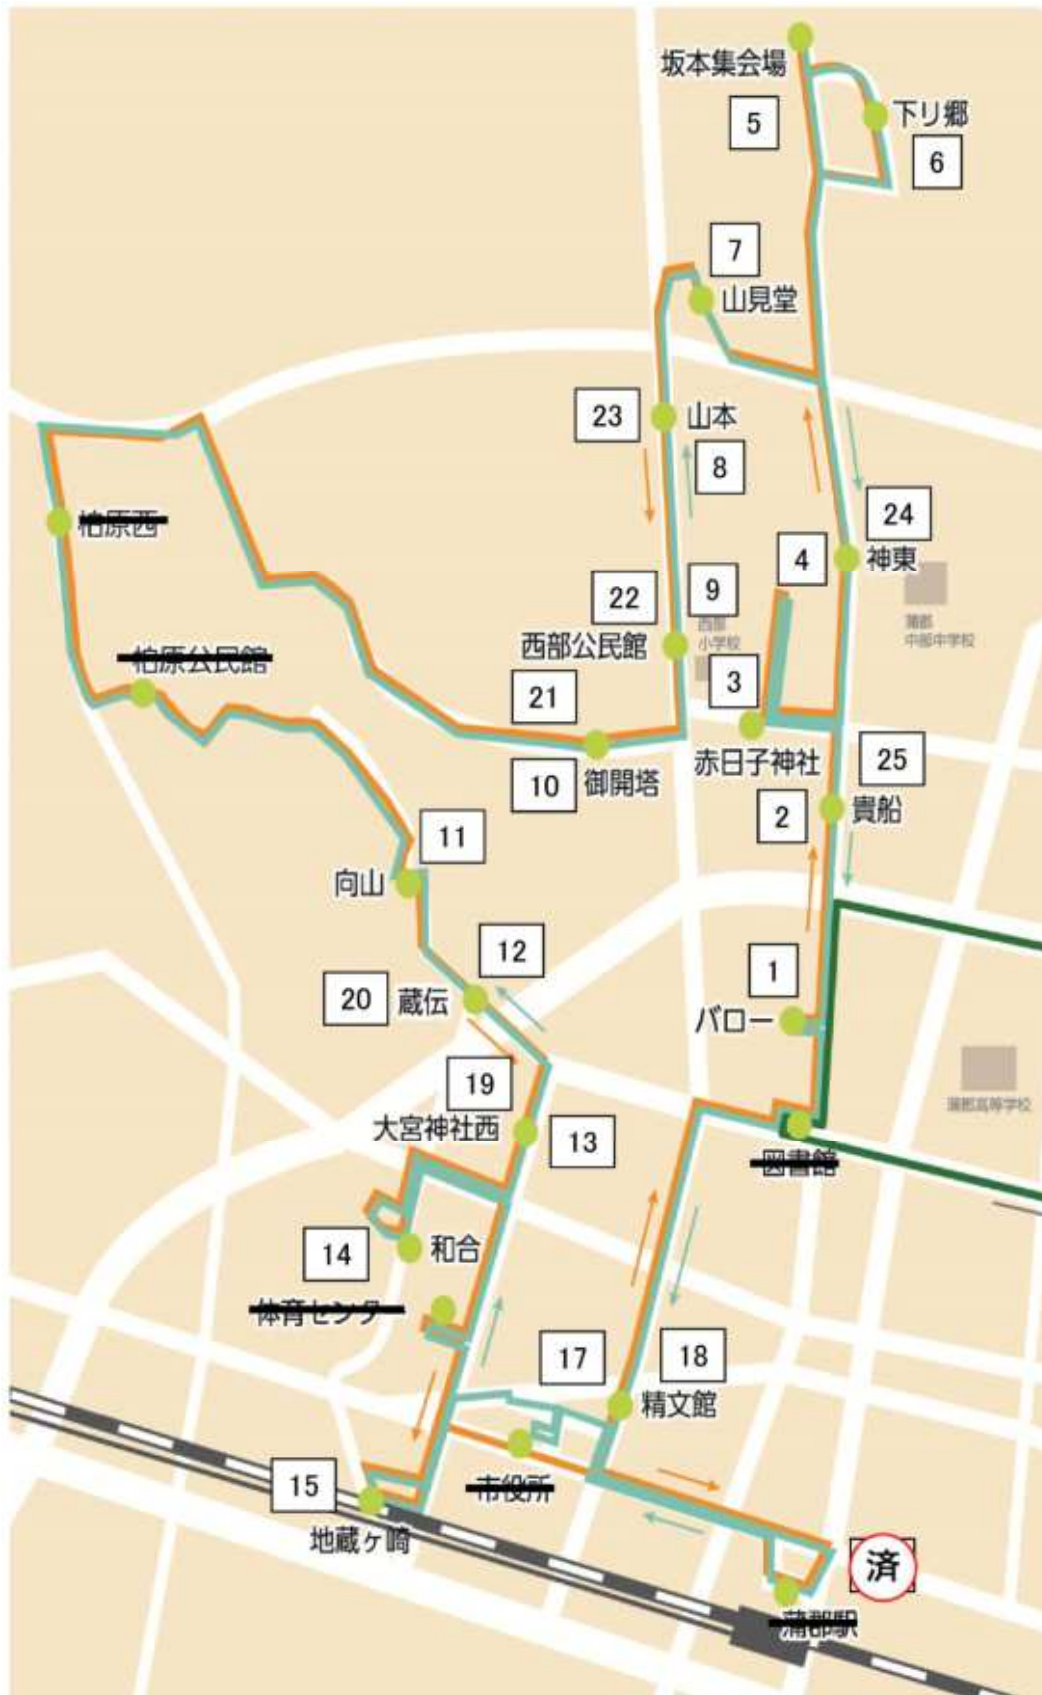 坂本集会場
5
下り郷
6
7
山見堂
23
山本
8
24
神東
4
柏原西
22
9
西部
小学校
蒲郡
中部中学校
西部公民館
柏原公民館
3
21
赤日子神社
25
10
御開塔
2
貴船
11
向山
12
1
20
蔵伝
バロー
19
大宮神社西
13
蒲郡高等学校
図書館
14
和合
体育センター
17
18
精文館
15
市役所
地蔵ヶ崎
済
蒲郡駅